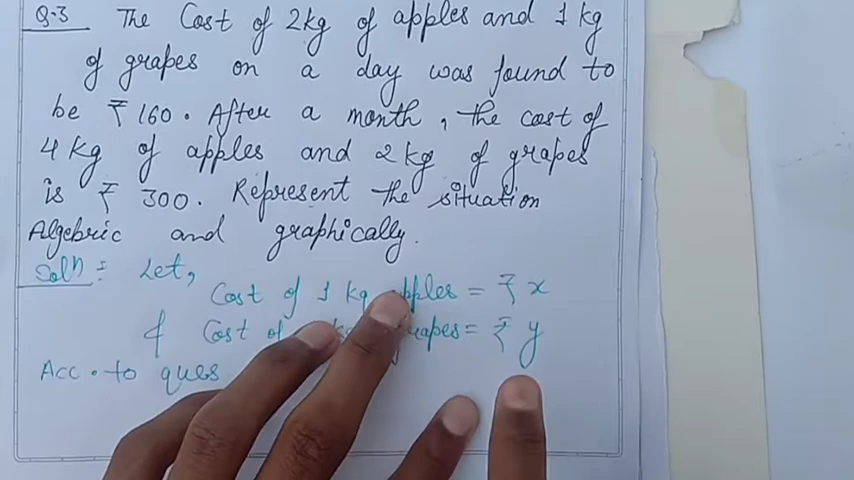 Q.3 The Cost of 2kg of apples and 1 kg
of grapes on a day was found to
be ₹ 160. After a month, the cost of
4 kg of apples and 2 kg of grapes
is ₹ 300. Represent the situation
Algebric and graphically.
Solⁿ = Let,
Cost of 1 kg apples = ₹ x
& Cost of = ₹ y
Acc. to ques